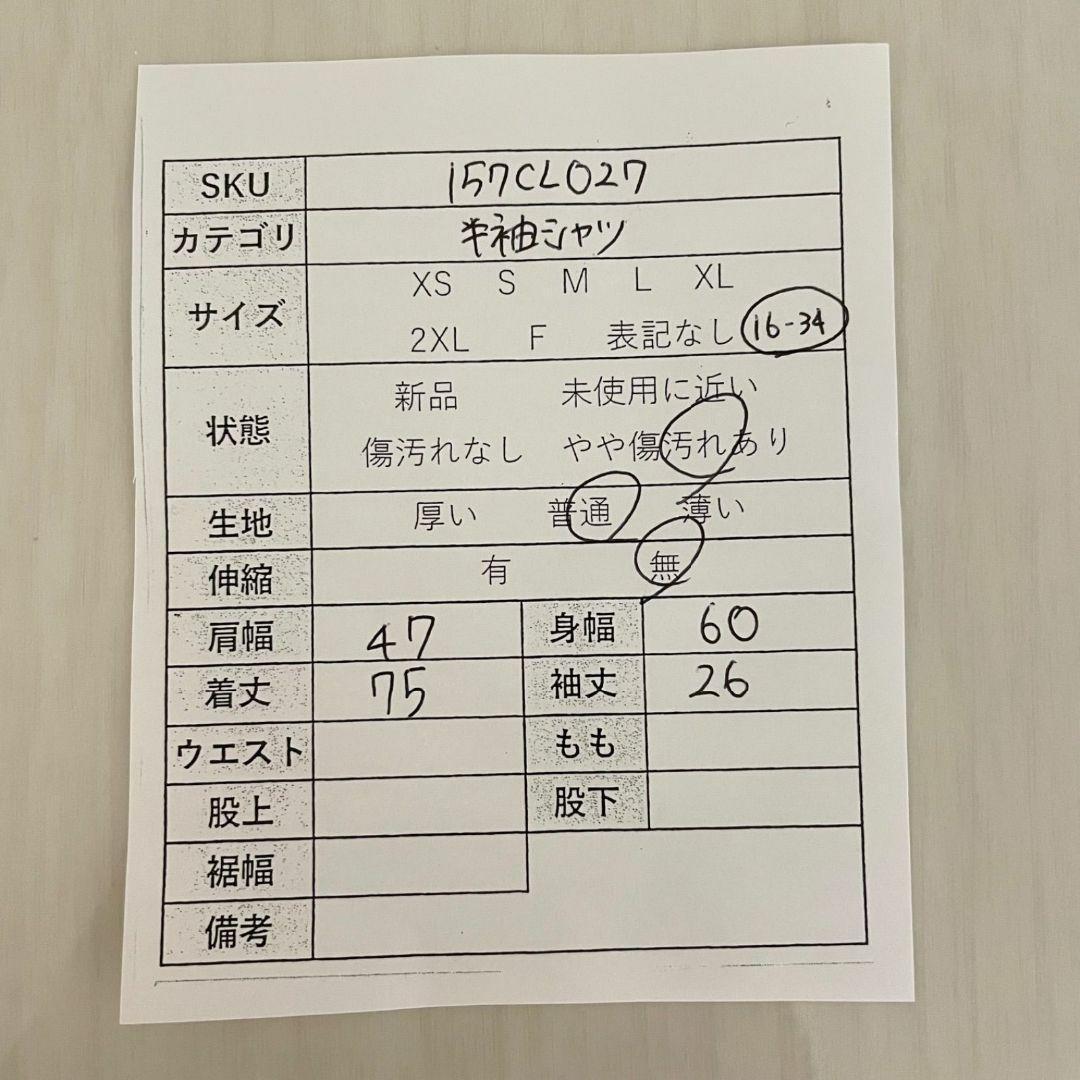 SKU 157CL027
カテゴリ 半袖シャツ
サイズ XS S M L XL
2XL F 表記なし 16-34
状態 新品 未使用に近い
傷汚れなし やや傷汚れあり
生地 厚い 普通 薄い
伸縮 有 無
肩幅 47 身幅 60
着丈 75 袖丈 26
ウエスト もも
股上 股下
裾幅
備考